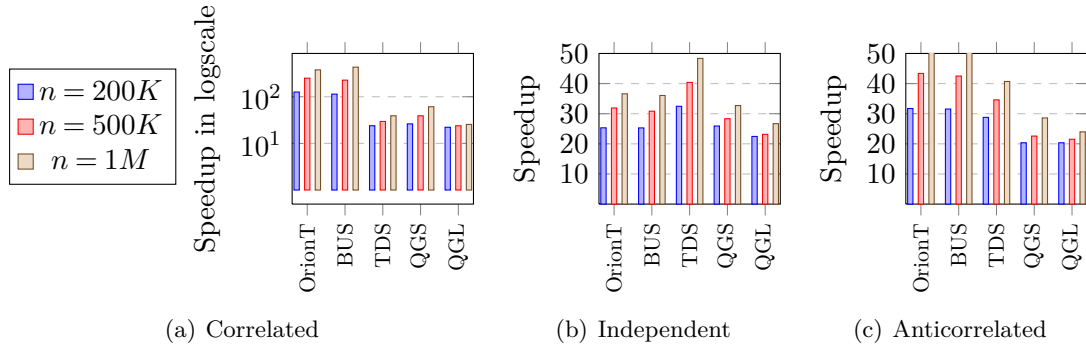 n = 200K
n = 500K
n = 1M
Speedup in logscale
10^2
10^1
OrionT
BUS
TDS
QGS
QGL
(a) Correlated
Speedup
50
40
30
20
10
OrionT
BUS
TDS
QGS
QGL
(b) Independent
Speedup
50
40
30
20
10
OrionT
BUS
TDS
QGS
QGL
(c) Anticorrelated